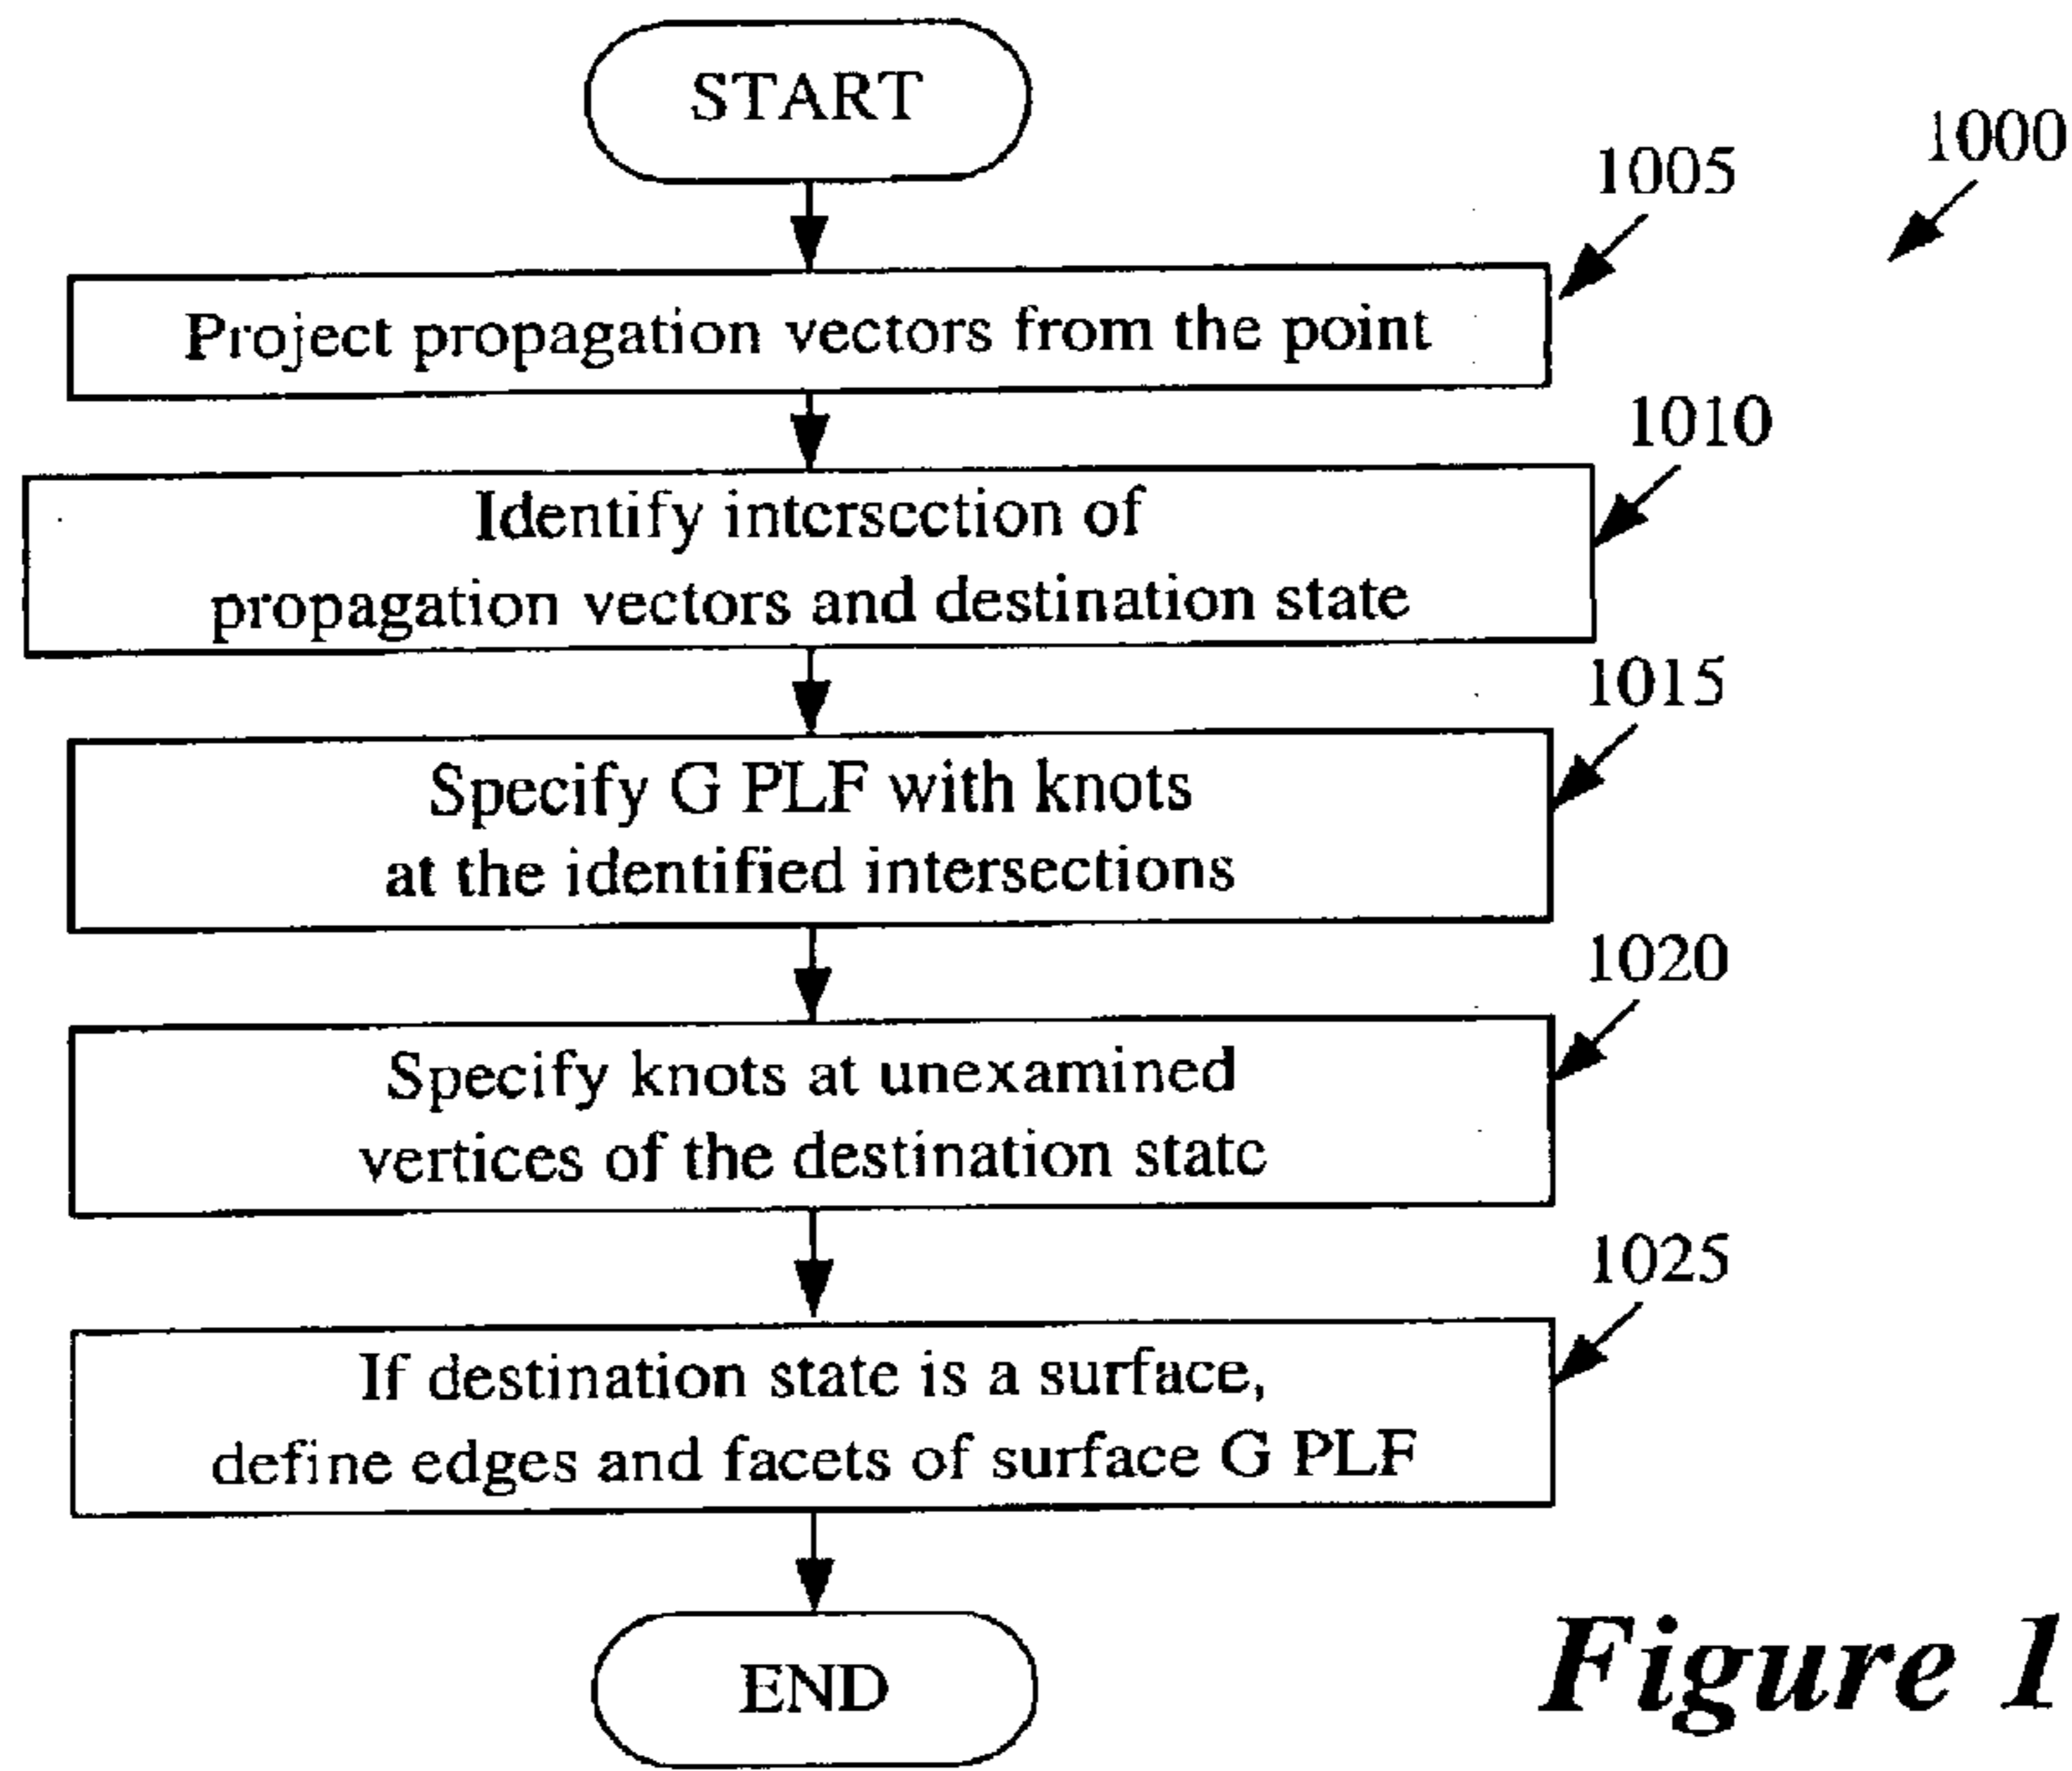 START
1000
1005
Project propagation vectors from the point
1010
Identify intersection of
propagation vectors and destination state
1015
Specify G PLF with knots
at the identified intersections
1020
Specify knots at unexamined
vertices of the destination state
1025
If destination state is a surface,
define edges and facets of surface G PLF
END
Figure 1